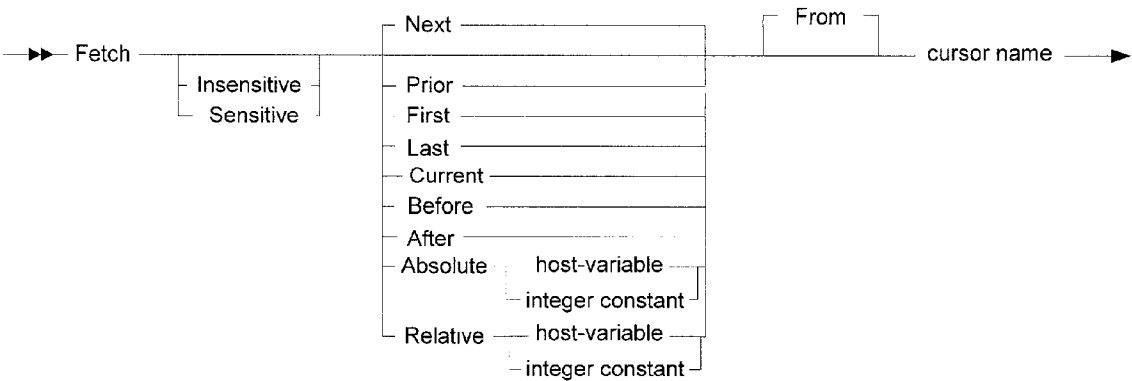 Next
From
Fetch
cursor name
Insensitive
Prior
Sensitive
First
Last
Current
Before
After
Absolute host-variable
integer constant
Relative host-variable
integer constant